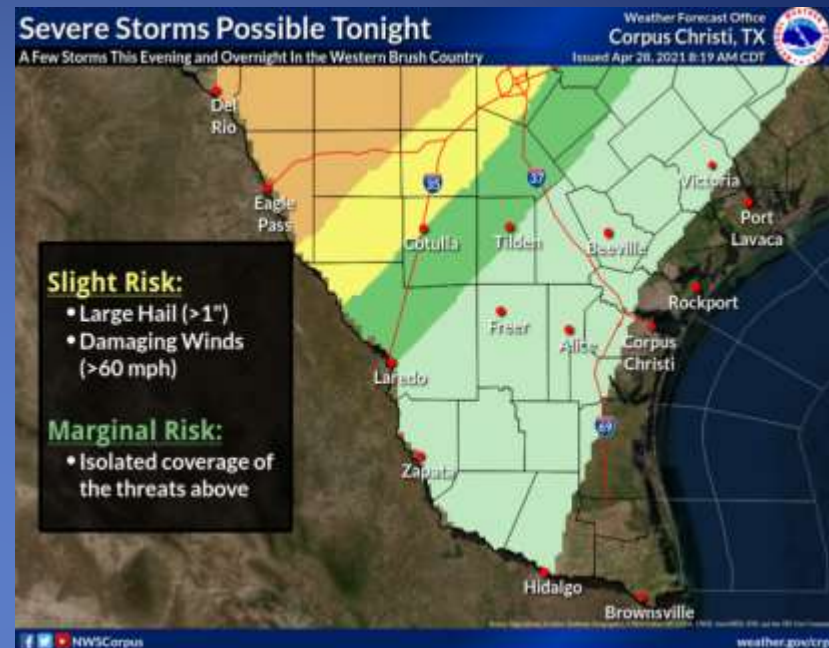 Severe Storms Possible Tonight
A Few Storms This Evening and Overnight In the Western Brush Country
Weather Forecast Office
Corpus Christi, TX
Issued Apr 28, 2021 8:19 AM CDT
Del
Rio
Eagle
Pass
35
37
Cotulla
Tilden
Beeville
Victoria
Port
Lavaca
Rockport
Freer
Alice
Corpus
Christi
Laredo
69
Zapata
Hidalgo
Brownsville
Slight Risk:
• Large Hail (>1")
• Damaging Winds
(>60 mph)
Marginal Risk:
• Isolated coverage of
the threats above
NWSCorpus
weather.gov/crp